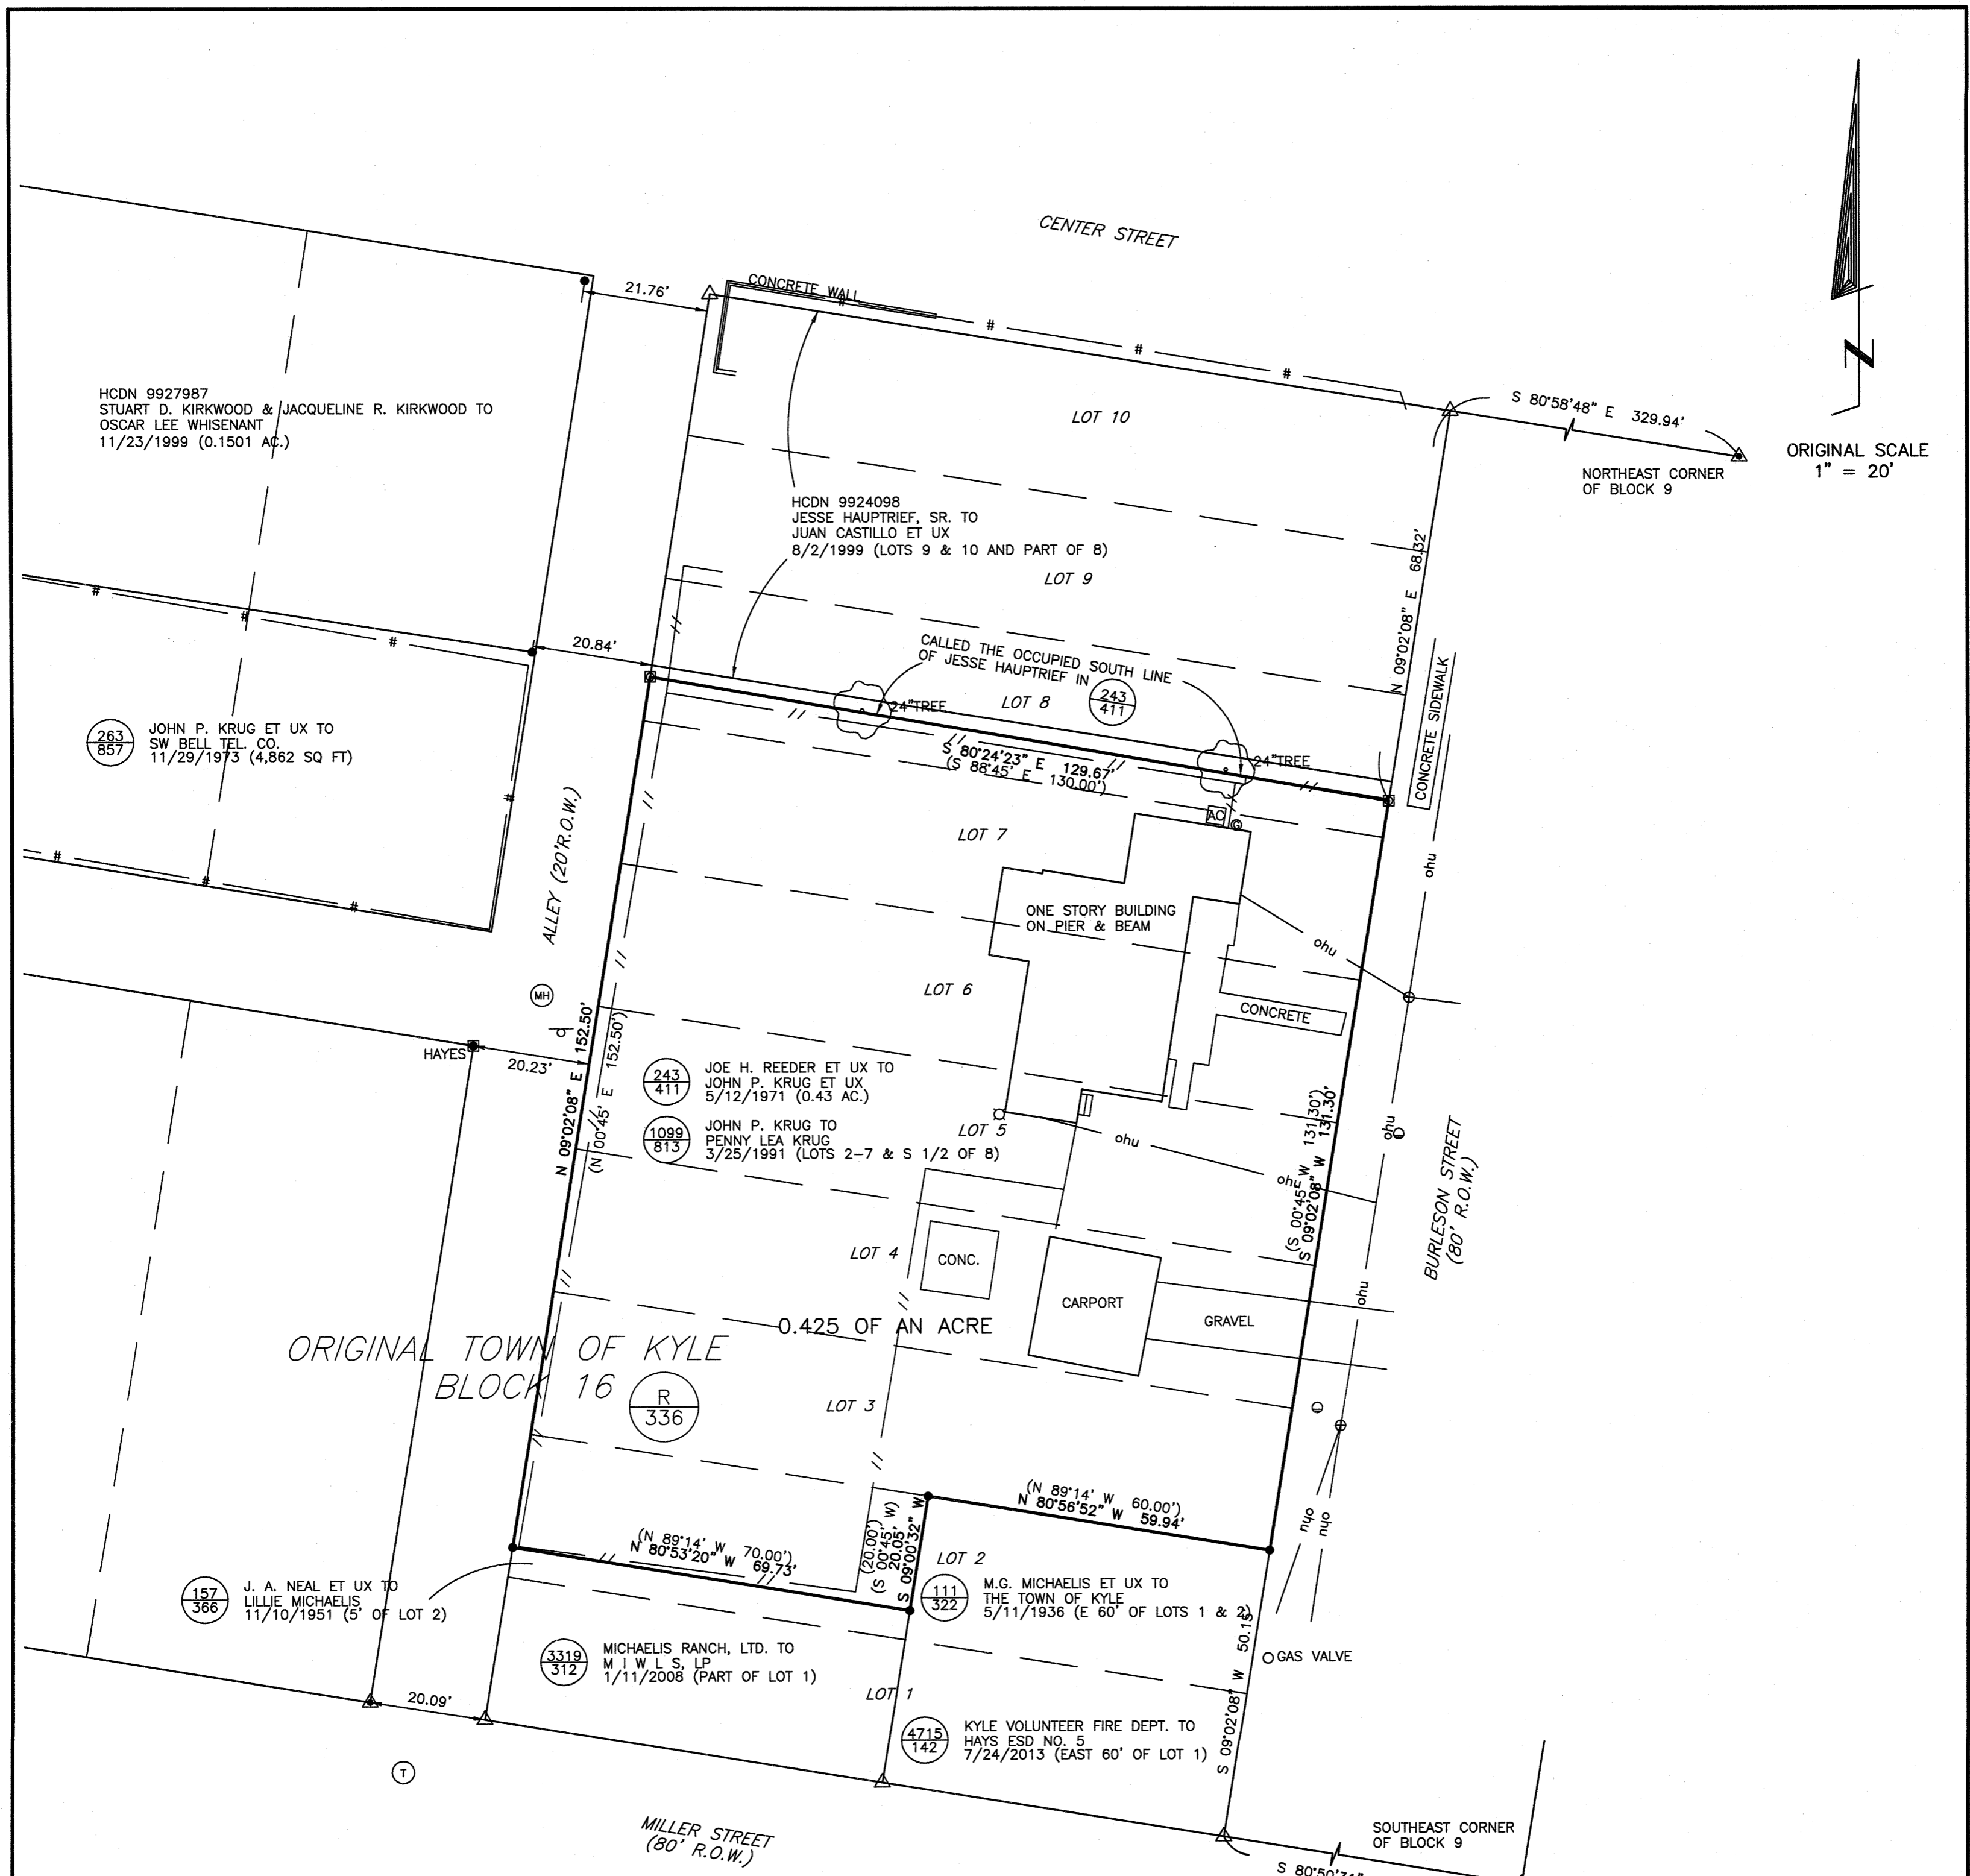 CENTER STREET
21.76'
CONCRETE WALL
N
ORIGINAL SCALE
1" = 20'
S 80°58'48" E 329.94'
NORTHEAST CORNER
OF BLOCK 9
LOT 10
HCDN 9927987
STUART D. KIRKWOOD & JACQUELINE R. KIRKWOOD TO
OSCAR LEE WHISENANT
11/23/1999 (0.1501 AC.)
HCDN 9924098
JESSE HAUPTRIEF, SR. TO
JUAN CASTILLO ET UX
8/2/1999 (LOTS 9 & 10 AND PART OF 8)
N 09°02'08" E 68.32'
LOT 9
20.84'
CALLED THE OCCUPIED SOUTH LINE
OF JESSE HAUPTRIEF IN
243
411
CONCRETE SIDEWALK
LOT 8
24"TREE
24"TREE
S 80°24'23" E 129.67'
(S 88°45' E 130.00')
263
857
JOHN P. KRUG ET UX TO
SW BELL TEL. CO.
11/29/1973 (4,862 SQ FT)
AC
G
LOT 7
ALLEY (20'R.O.W.)
ohu
ONE STORY BUILDING
ON PIER & BEAM
ohu
LOT 6
MH
CONCRETE
HAYES
20.23'
N 09°02'08" E 152.50'
(N 00°45' E 152.50')
243
411
JOE H. REEDER ET UX TO
JOHN P. KRUG ET UX
5/12/1971 (0.43 AC.)
1099
813
JOHN P. KRUG TO
PENNY LEA KRUG
3/25/1991 (LOTS 2-7 & S 1/2 OF 8)
LOT 5
ohu
ohu
ohu
(S 00°45' W 131.30')
S 09°02'08" W 131.30'
BURLESON STREET
(80' R.O.W.)
LOT 4
CONC.
CARPORT
GRAVEL
ohu
0.425 OF AN ACRE
ORIGINAL TOWN OF KYLE
BLOCK 16
R
336
LOT 3
(N 89°14' W 60.00')
N 80°56'52" W 59.94'
ohu
ohu
(20.00')
(S 00°45' W)
20.05'
S 09°00'32" W
(N 89°14' W 70.00')
N 80°53'20" W 69.73'
LOT 2
157
366
J. A. NEAL ET UX TO
LILLIE MICHAELIS
11/10/1951 (5' OF LOT 2)
111
322
M.G. MICHAELIS ET UX TO
THE TOWN OF KYLE
5/11/1936 (E 60' OF LOTS 1 & 2)
3319
312
MICHAELIS RANCH, LTD. TO
M I W L S, LP
1/11/2008 (PART OF LOT 1)
GAS VALVE
S 09°02'08" W 50.15'
LOT 1
20.09'
4715
142
KYLE VOLUNTEER FIRE DEPT. TO
HAYS ESD NO. 5
7/24/2013 (EAST 60' OF LOT 1)
T
MILLER STREET
(80' R.O.W.)
SOUTHEAST CORNER
OF BLOCK 9
S 80°50'31"